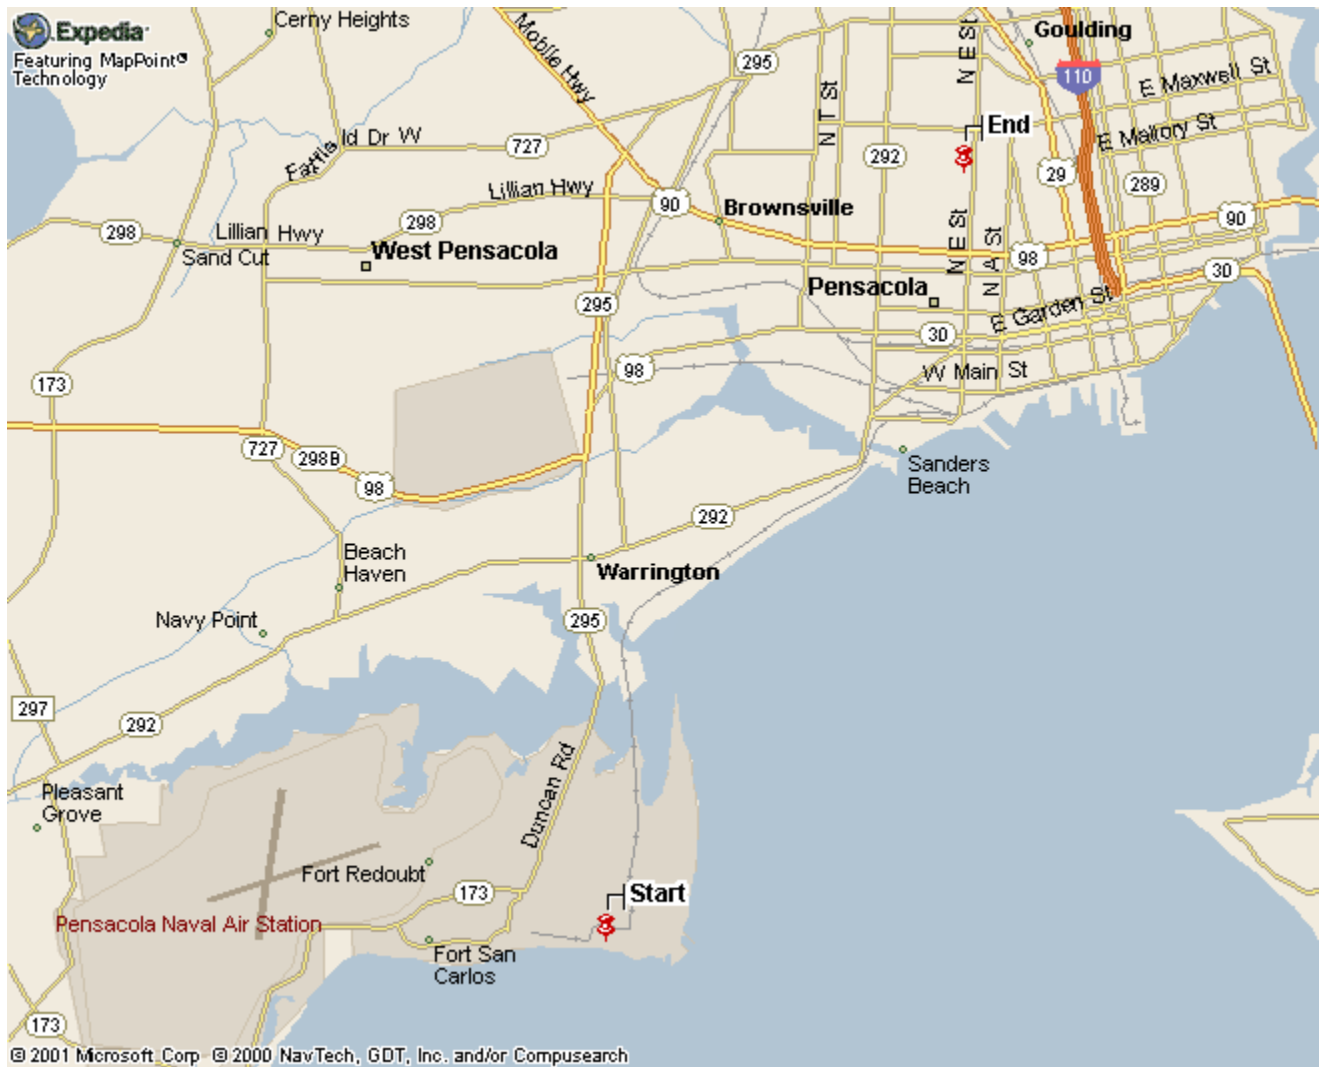 Expedia
Featuring MapPoint®
Technology
Cerny Heights
Mobile Hwy
295
N E St
Goulding
110
E Maxwell St
N T St
End
E Mallory St
ld Dr W
727
292
29
289
Lillian Hwy
90
Brownsville
90
298
298
Lillian Hwy
Sand Cut
West Pensacola
N E St
N A St
98
30
Pensacola
295
E Garden St
30
98
W Main St
173
727
298B
98
Sanders
Beach
292
Beach
Haven
Warrington
Navy Point
295
297
292
Duncan Rd
Pleasant
Grove
Fort Redoubt
173
Start
Pensacola Naval Air Station
Fort San
Carlos
173
© 2001 Microsoft Corp © 2000 NavTech, GDT, Inc. and/or Compusearch